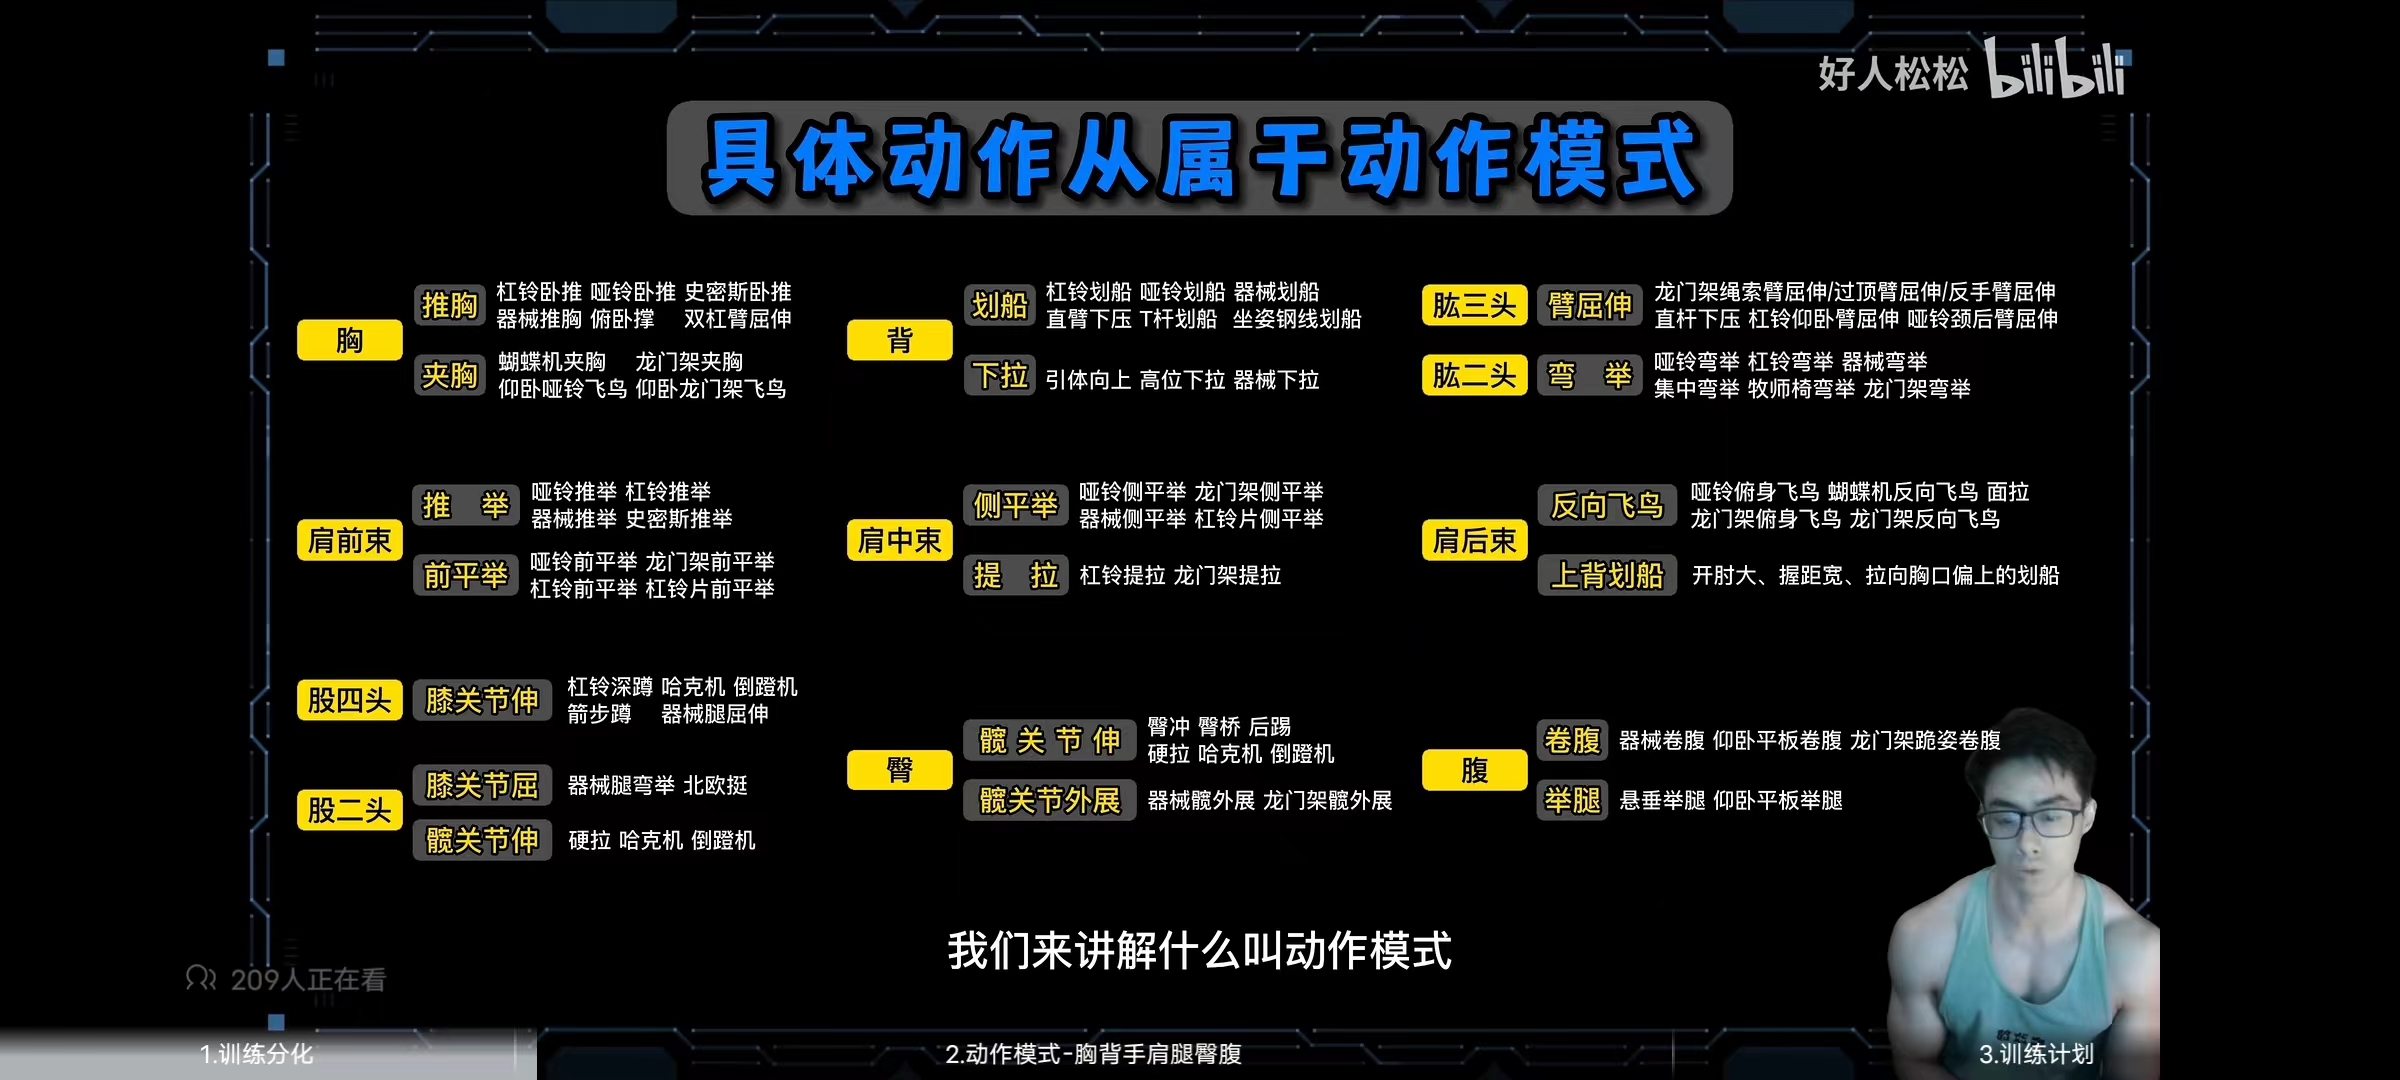 好人松松 bilibili
具体动作从属于动作模式
胸
推胸
杠铃卧推 哑铃卧推 史密斯卧推
器械推胸 俯卧撑 双杠臂屈伸
夹胸
蝴蝶机夹胸 龙门架夹胸
仰卧哑铃飞鸟 仰卧龙门架飞鸟
背
划船
杠铃划船 哑铃划船 器械划船
直臂下压 T杆划船 坐姿钢线划船
下拉
引体向上 高位下拉 器械下拉
肱三头
臂屈伸
龙门架绳索臂屈伸/过顶臂屈伸/反手臂屈伸
直杆下压 杠铃仰卧臂屈伸 哑铃颈后臂屈伸
肱二头
弯 举
哑铃弯举 杠铃弯举 器械弯举
集中弯举 牧师椅弯举 龙门架弯举
肩前束
推 举
哑铃推举 杠铃推举
器械推举 史密斯推举
前平举
哑铃前平举 龙门架前平举
杠铃前平举 杠铃片前平举
肩中束
侧平举
哑铃侧平举 龙门架侧平举
器械侧平举 杠铃片侧平举
提 拉
杠铃提拉 龙门架提拉
肩后束
反向飞鸟
哑铃俯身飞鸟 蝴蝶机反向飞鸟 面拉
龙门架俯身飞鸟 龙门架反向飞鸟
上背划船
开肘大、握距宽、拉向胸口偏上的划船
股四头
膝关节伸
杠铃深蹲 哈克机 倒蹬机
箭步蹲 器械腿屈伸
股二头
膝关节屈
器械腿弯举 北欧挺
髋关节伸
硬拉 哈克机 倒蹬机
臀
髋关节伸
臀冲 臀桥 后踢
硬拉 哈克机 倒蹬机
髋关节外展
器械髋外展 龙门架髋外展
腹
卷腹
器械卷腹 仰卧平板卷腹 龙门架跪姿卷腹
举腿
悬垂举腿 仰卧平板举腿
我们来讲解什么叫动作模式
209人正在看
1.训练分化
2.动作模式-胸背手肩腿臀腹
3.训练计划